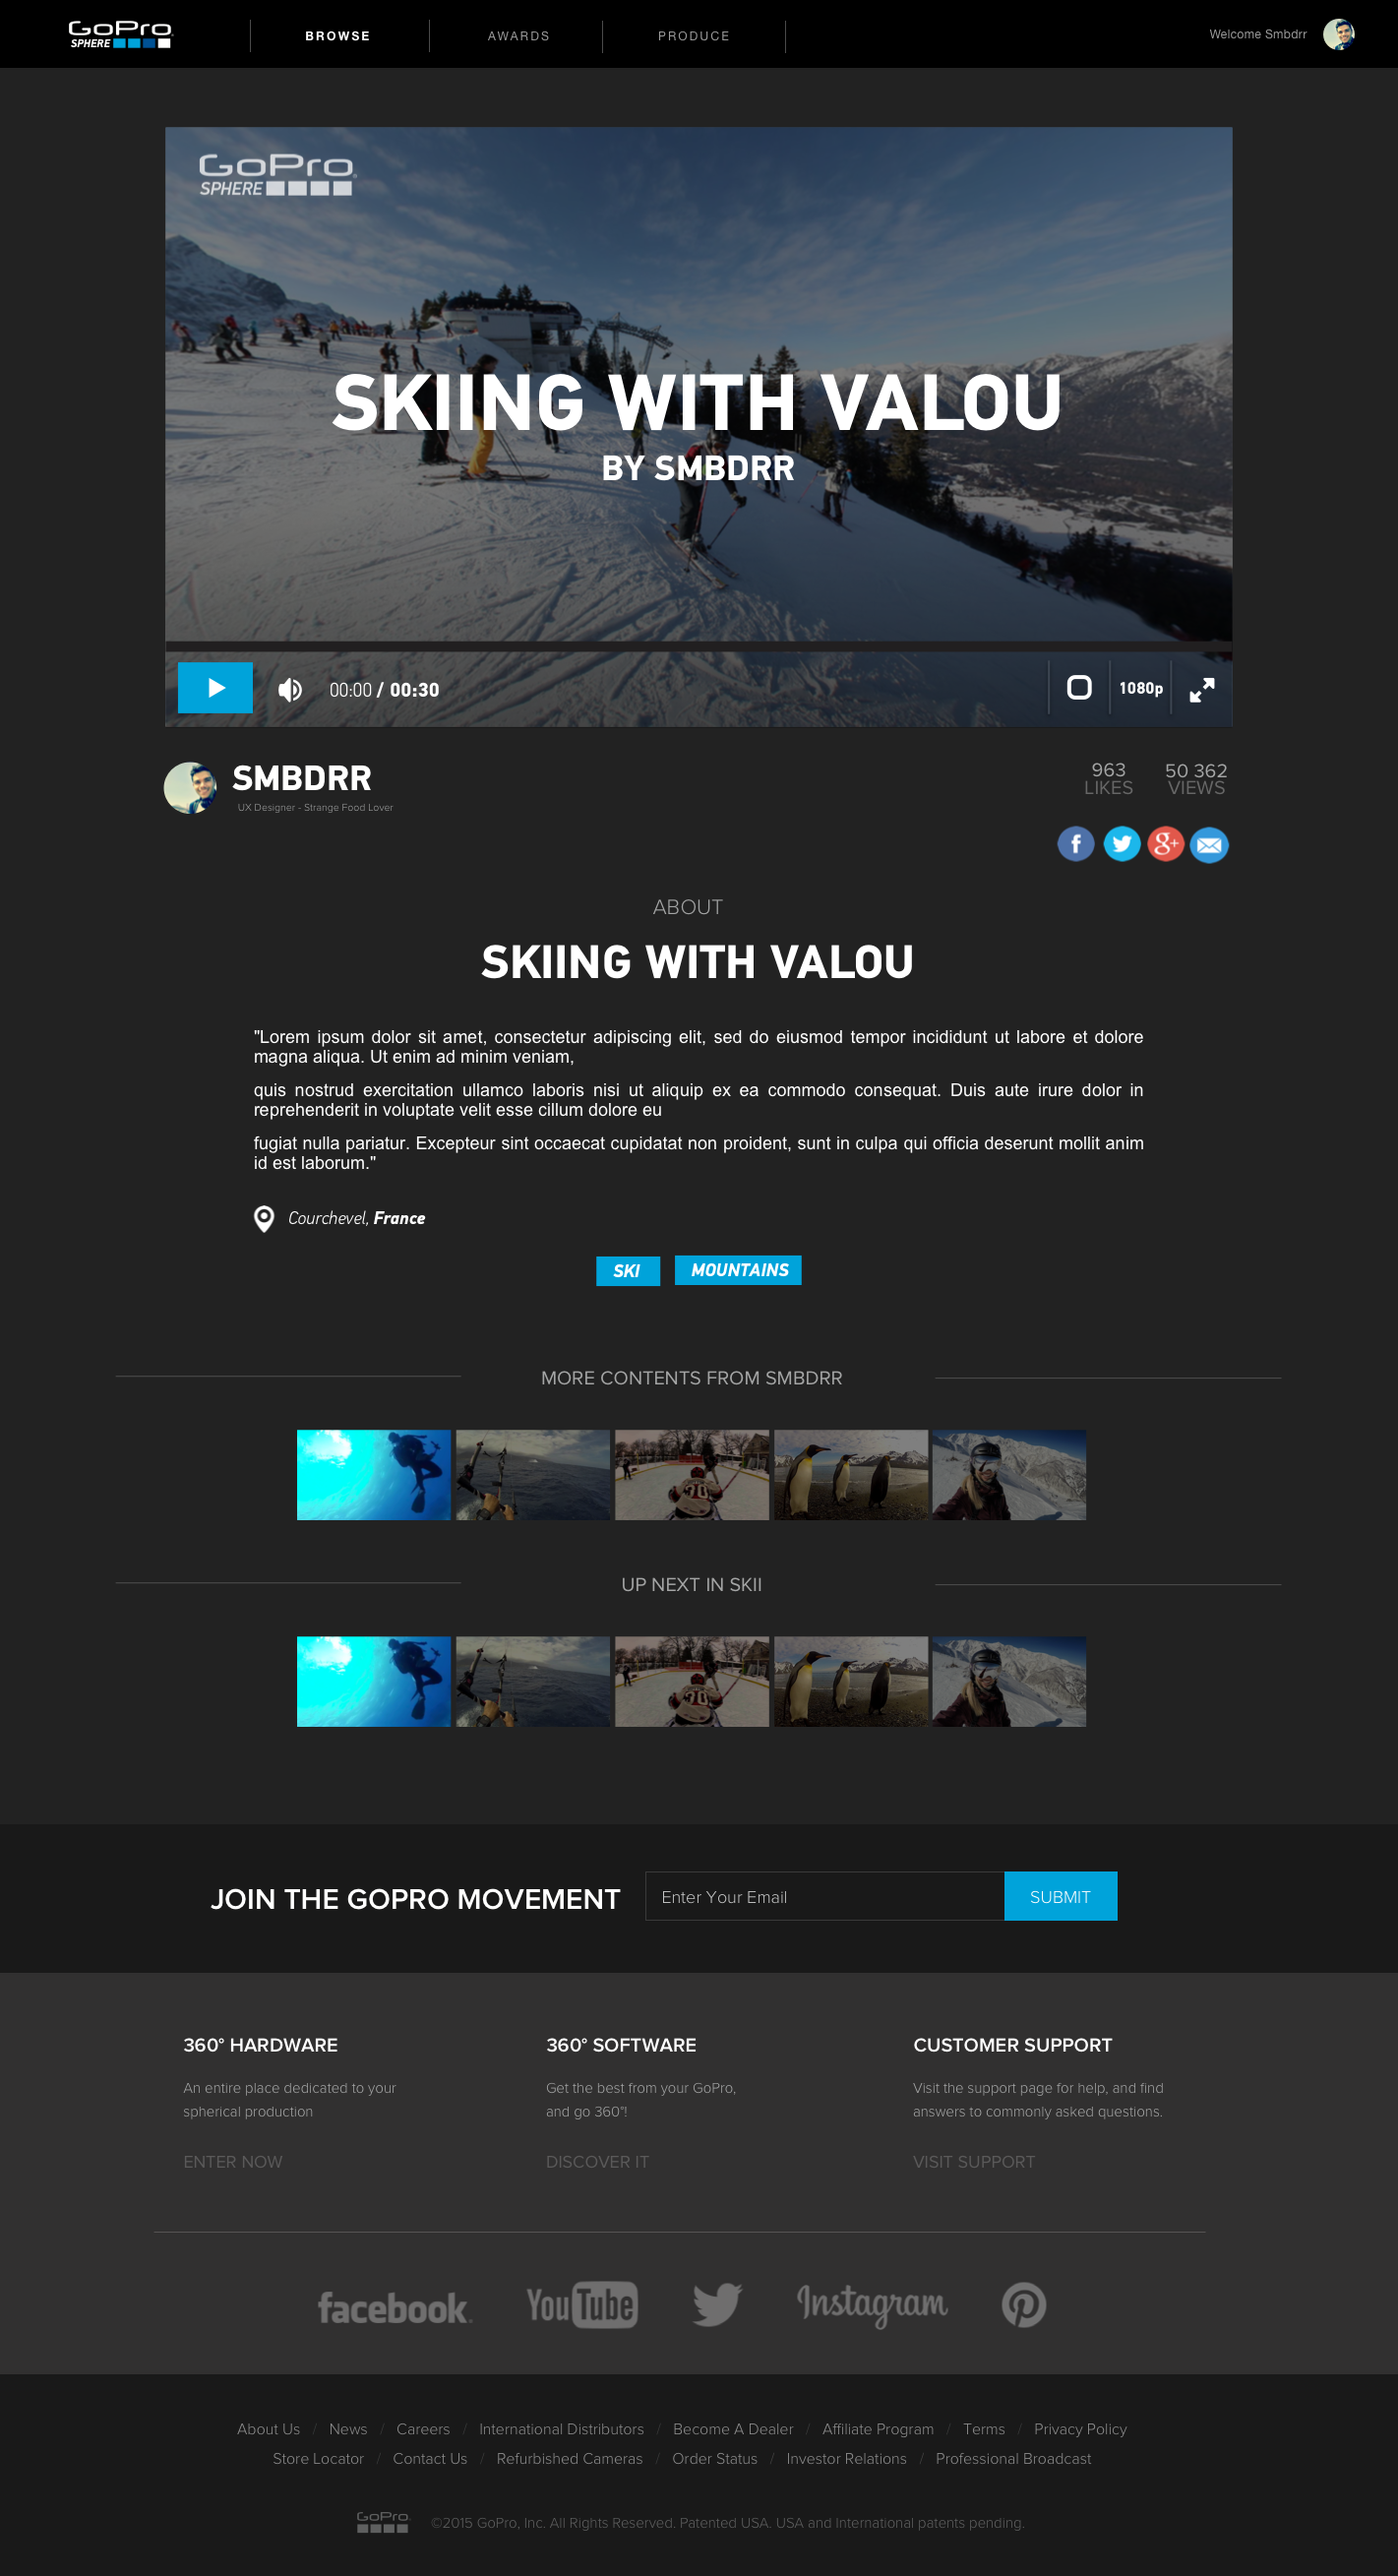 GoPro
SPHERE
BROWSE
AWARDS
PRODUCE
Welcome Smbdrr
GoPro
SPHERE
SKIING WITH VALOU
BY SMBDRR
00:00 / 00:30
1080p
SMBDRR
UX Designer - Strange Food Lover
963
LIKES
50 362
VIEWS
f
g+
ABOUT
SKIING WITH VALOU
"Lorem ipsum dolor sit amet, consectetur adipiscing elit, sed do eiusmod tempor incididunt ut labore et dolore
magna aliqua. Ut enim ad minim veniam,
quis nostrud exercitation ullamco laboris nisi ut aliquip ex ea commodo consequat. Duis aute irure dolor in
reprehenderit in voluptate velit esse cillum dolore eu
fugiat nulla pariatur. Excepteur sint occaecat cupidatat non proident, sunt in culpa qui officia deserunt mollit anim
id est laborum."
Courchevel, France
SKI
MOUNTAINS
MORE CONTENTS FROM SMBDRR
30
UP NEXT IN SKII
30
JOIN THE GOPRO MOVEMENT
Enter Your Email
SUBMIT
360° HARDWARE
An entire place dedicated to your
spherical production
ENTER NOW
360° SOFTWARE
Get the best from your GoPro,
and go 360°!
DISCOVER IT
CUSTOMER SUPPORT
Visit the support page for help, and find
answers to commonly asked questions.
VISIT SUPPORT
facebook.
YouTube
Instagram
About Us / News / Careers / International Distributors / Become A Dealer / Affiliate Program / Terms / Privacy Policy
Store Locator / Contact Us / Refurbished Cameras / Order Status / Investor Relations / Professional Broadcast
GoPro
©2015 GoPro, Inc. All Rights Reserved. Patented USA. USA and International patents pending.